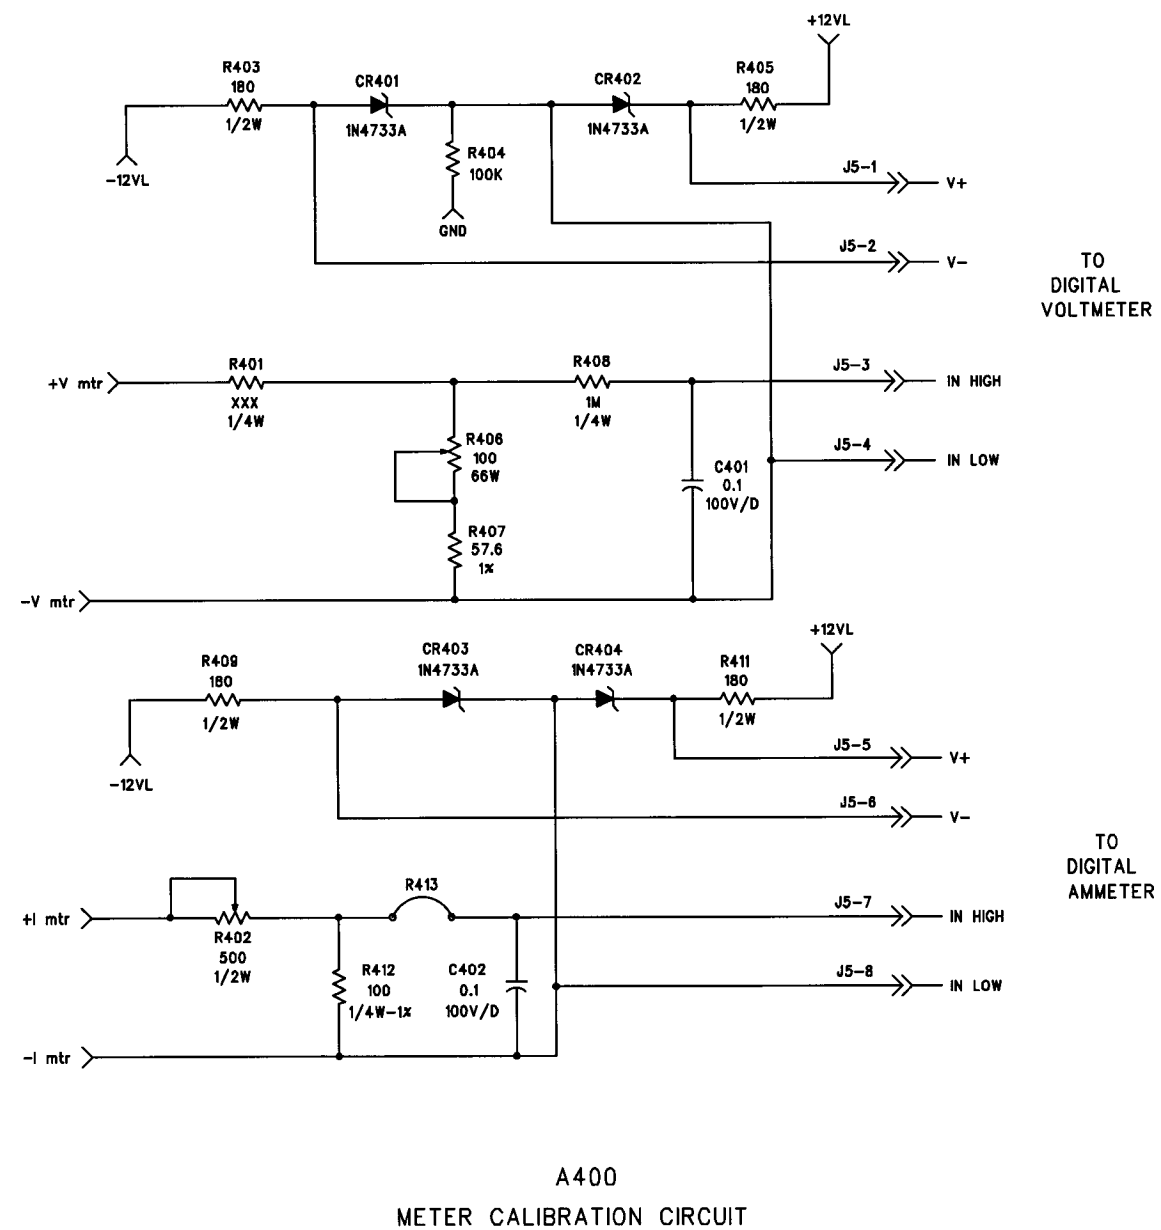 +12VL
R403
180
1/2W
CR401
1N4733A
CR402
1N4733A
R405
180
1/2W
-12VL
R404
100K
GND
J5-1
V+
J5-2
V-
TO
DIGITAL
VOLTMETER
+V mtr
R401
XXX
1/4W
R408
1M
1/4W
J5-3
IN HIGH
R406
100
66W
J5-4
IN LOW
C401
0.1
100V/D
R407
57.6
1%
-V mtr
+12VL
R409
180
1/2W
CR403
1N4733A
CR404
1N4733A
R411
180
1/2W
-12VL
J5-5
V+
J5-6
V-
TO
DIGITAL
AMMETER
+I mtr
R402
500
1/2W
R413
J5-7
IN HIGH
R412
100
1/4W-1%
C402
0.1
100V/D
J5-8
IN LOW
-I mtr
A400
METER CALIBRATION CIRCUIT